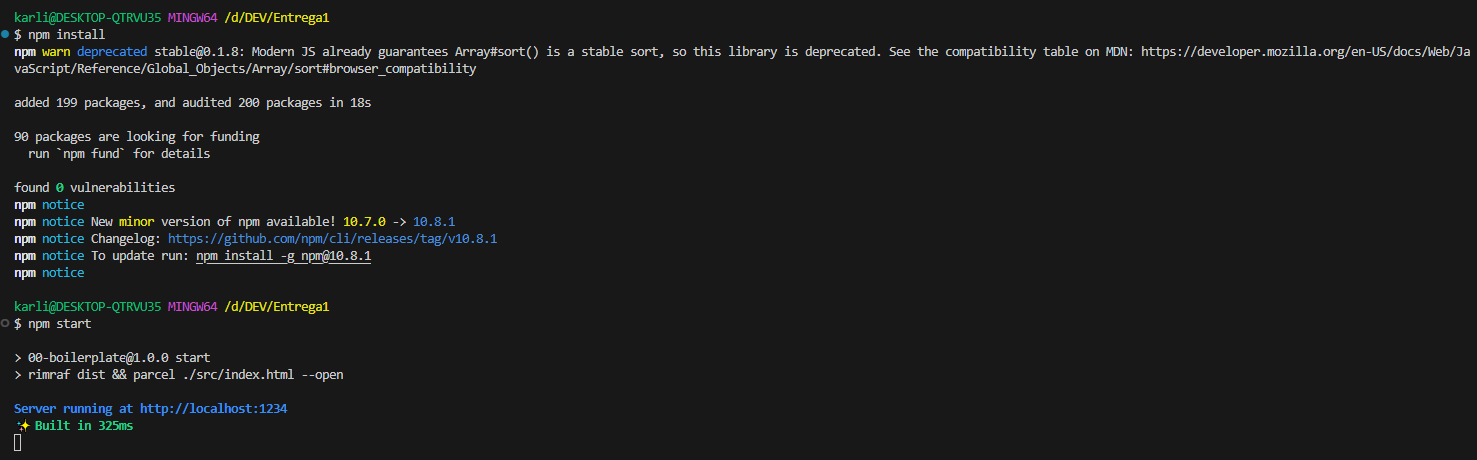 karli@DESKTOP-QTRVU35 MINGW64 /d/DEV/Entrega1
$ npm install
npm warn deprecated stable@0.1.8: Modern JS already guarantees Array#sort() is a stable sort, so this library is deprecated. See the compatibility table on MDN: https://developer.mozilla.org/en-US/docs/Web/Ja
vaScript/Reference/Global_Objects/Array/sort#browser_compatibility
added 199 packages, and audited 200 packages in 18s
90 packages are looking for funding
  run `npm fund` for details
found 0 vulnerabilities
npm notice
npm notice New minor version of npm available! 10.7.0 -> 10.8.1
npm notice Changelog: https://github.com/npm/cli/releases/tag/v10.8.1
npm notice To update run: npm install -g npm@10.8.1
npm notice
karli@DESKTOP-QTRVU35 MINGW64 /d/DEV/Entrega1
$ npm start
> 00-boilerplate@1.0.0 start
> rimraf dist && parcel ./src/index.html --open
Server running at http://localhost:1234
✨ Built in 325ms